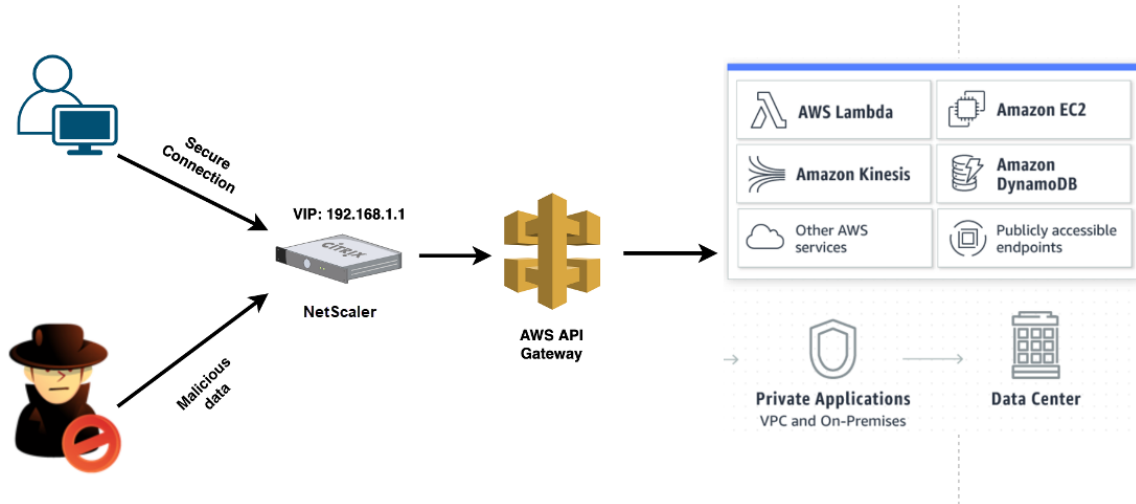 Secure
Connection
VIP: 192.168.1.1
CITRIX
NetScaler
Malicious
data
AWS API
Gateway
AWS Lambda
Amazon EC2
Amazon Kinesis
Amazon
DynamoDB
Other AWS
services
Publicly accessible
endpoints
Private Applications
VPC and On-Premises
Data Center